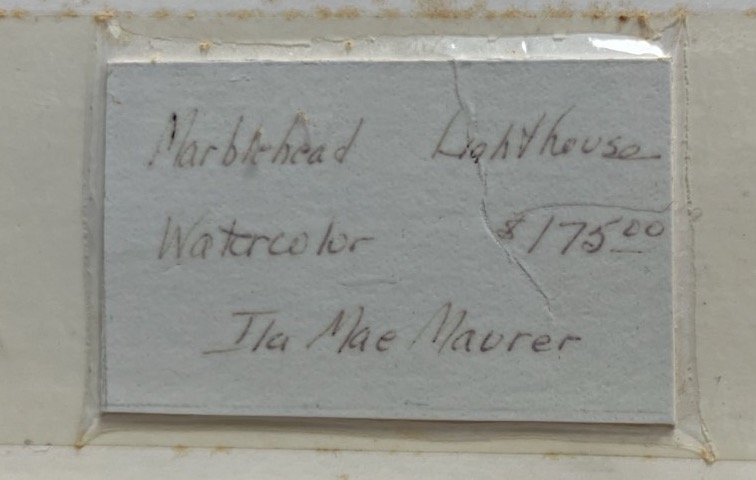 Marblehead Lighthouse
Watercolor $175.00
Ila Mae Maurer